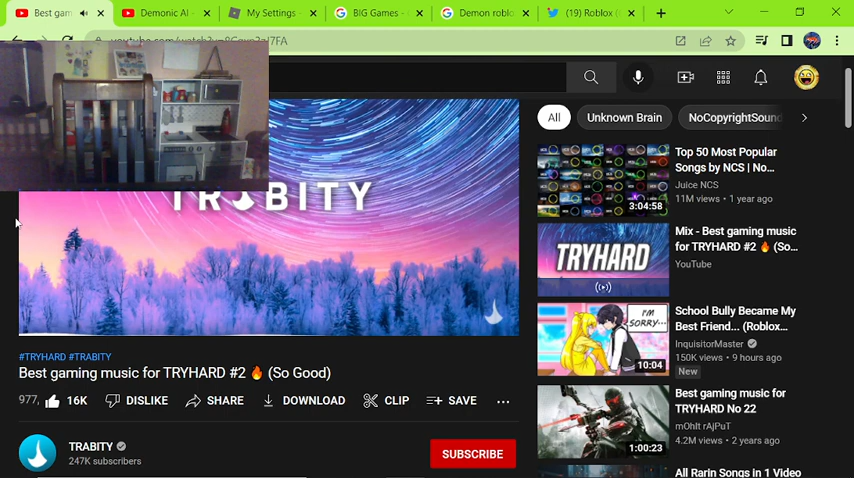 Best gam
Demonic AI -
My Settings -
BIG Games -
Demon roblo
(19) Roblox (
All
Unknown Brain
NoCopyrightSound
TRABITY
#TRYHARD #TRABITY
Best gaming music for TRYHARD #2 🔥 (So Good)
977,
16K
DISLIKE
SHARE
DOWNLOAD
CLIP
SAVE
TRABITY
247K subscribers
SUBSCRIBE
3:04:58
Top 50 Most Popular
Songs by NCS | No...
Juice NCS
11M views • 1 year ago
TRYHARD
Mix - Best gaming music
for TRYHARD #2 🔥 (So...
YouTube
I'M
SORRY...
10:04
School Bully Became My
Best Friend... (Roblox...
InquisitorMaster
150K views • 9 hours ago
New
1:00:23
Best gaming music for
TRYHARD No 22
mOhIt rAjPuT
4.2M views • 2 years ago
All Rarin Songs in 1 Video